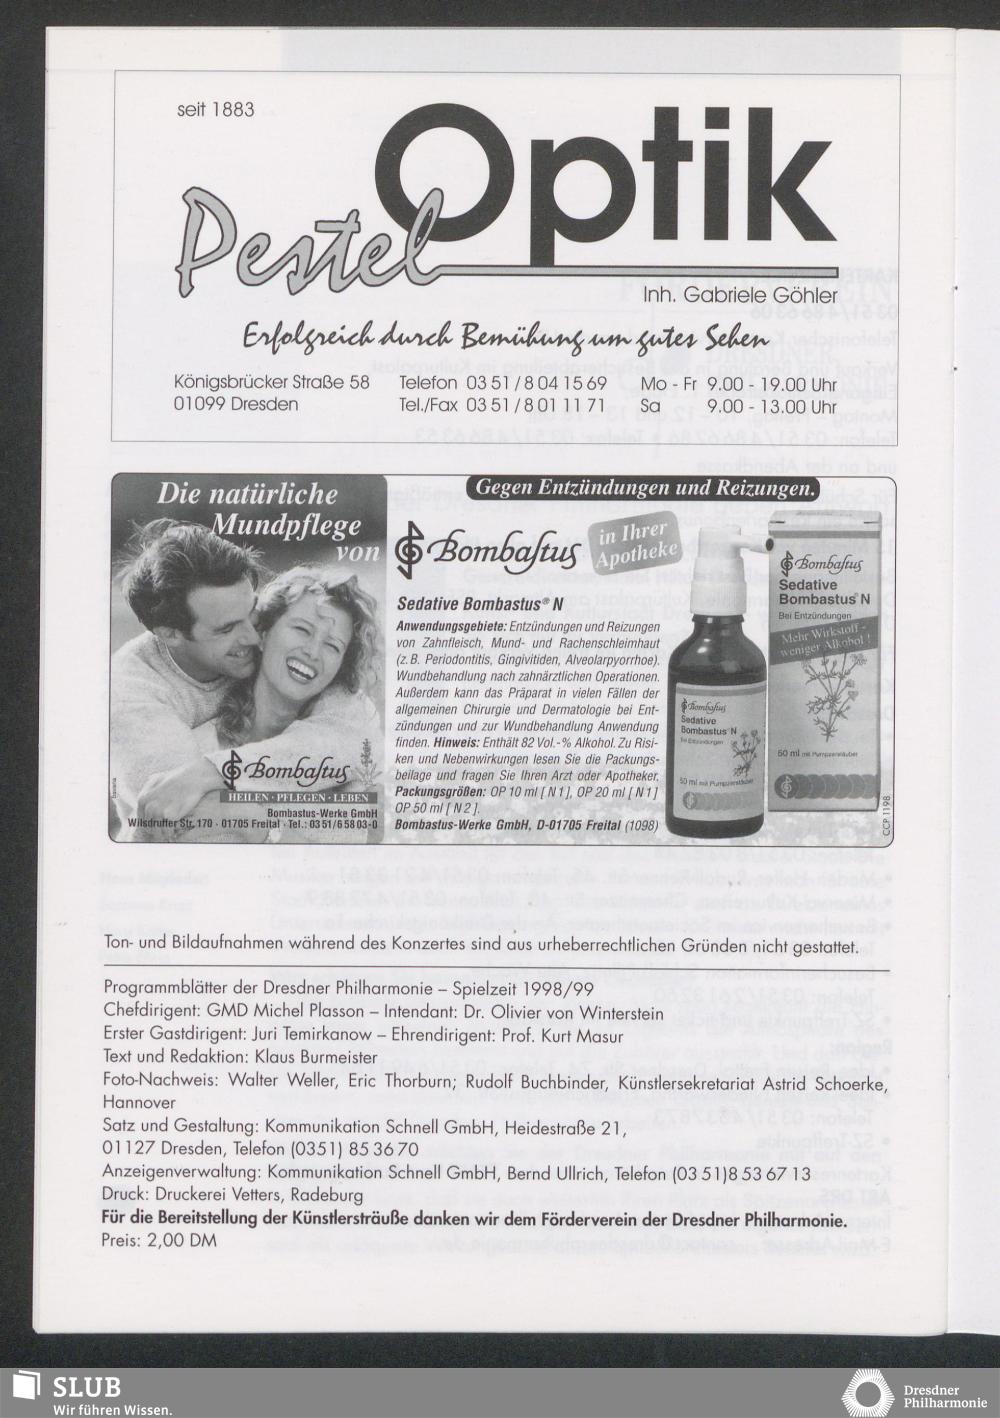 seit 1883
Optik
Pestel
Inh. Gabriele Göhler
Erfolgreich durch Bemühung um gutes Sehen
Königsbrücker Straße 58 Telefon 03 51 / 8 04 15 69 Mo - Fr 9.00 - 19.00 Uhr
01099 Dresden Tel./Fax 03 51 / 8 01 11 71 Sa 9.00 - 13.00 Uhr
Die natürliche
Mundpflege
von
Bombastus
HEILEN · PFLEGEN · LEBEN
Bombastus-Werke GmbH
Wilsdruffer Str. 170 · 01705 Freital · Tel.: 03 51/6 58 03-0
Gegen Entzündungen und Reizungen.
Bombastus
in Ihrer
Apotheke
Sedative Bombastus® N
Anwendungsgebiete: Entzündungen und Reizungen
von Zahnfleisch, Mund- und Rachenschleimhaut
(z. B. Periodontitis, Gingivitiden, Alveolarpyorrhoe).
Wundbehandlung nach zahnärztlichen Operationen.
Außerdem kann das Präparat in vielen Fällen der
allgemeinen Chirurgie und Dermatologie bei Ent-
zündungen und zur Wundbehandlung Anwendung
finden. Hinweis: Enthält 82 Vol.-% Alkohol. Zu Risi-
ken und Nebenwirkungen lesen Sie die Packungs-
beilage und fragen Sie Ihren Arzt oder Apotheker.
Packungsgrößen: OP 10 ml [ N 1 ], OP 20 ml [ N 1 ]
OP 50 ml [ N 2 ].
Bombastus-Werke GmbH, D-01705 Freital (1098)
Bombastus
Sedative
Bombastus® N
Bei Entzündungen
50 ml mit Pumpzerstäuber
Bombastus
Sedative
Bombastus® N
Bei Entzündungen
Mehr Wirkstoff -
weniger Alkohol !
50 ml mit Pumpzerstäuber
CCP 1198
Ton- und Bildaufnahmen während des Konzertes sind aus urheberrechtlichen Gründen nicht gestattet.
Programmblätter der Dresdner Philharmonie – Spielzeit 1998/99
Chefdirigent: GMD Michel Plasson – Intendant: Dr. Olivier von Winterstein
Erster Gastdirigent: Juri Temirkanow – Ehrendirigent: Prof. Kurt Masur
Text und Redaktion: Klaus Burmeister
Foto-Nachweis: Walter Weller, Eric Thorburn; Rudolf Buchbinder, Künstlersekretariat Astrid Schoerke,
Hannover
Satz und Gestaltung: Kommunikation Schnell GmbH, Heidestraße 21,
01127 Dresden, Telefon (0351) 85 36 70
Anzeigenverwaltung: Kommunikation Schnell GmbH, Bernd Ullrich, Telefon (03 51)8 53 67 13
Druck: Druckerei Vetters, Radeburg
Für die Bereitstellung der Künstlersträuße danken wir dem Förderverein der Dresdner Philharmonie.
Preis: 2,00 DM
SLUB
Wir führen Wissen.
Dresdner
Philharmonie